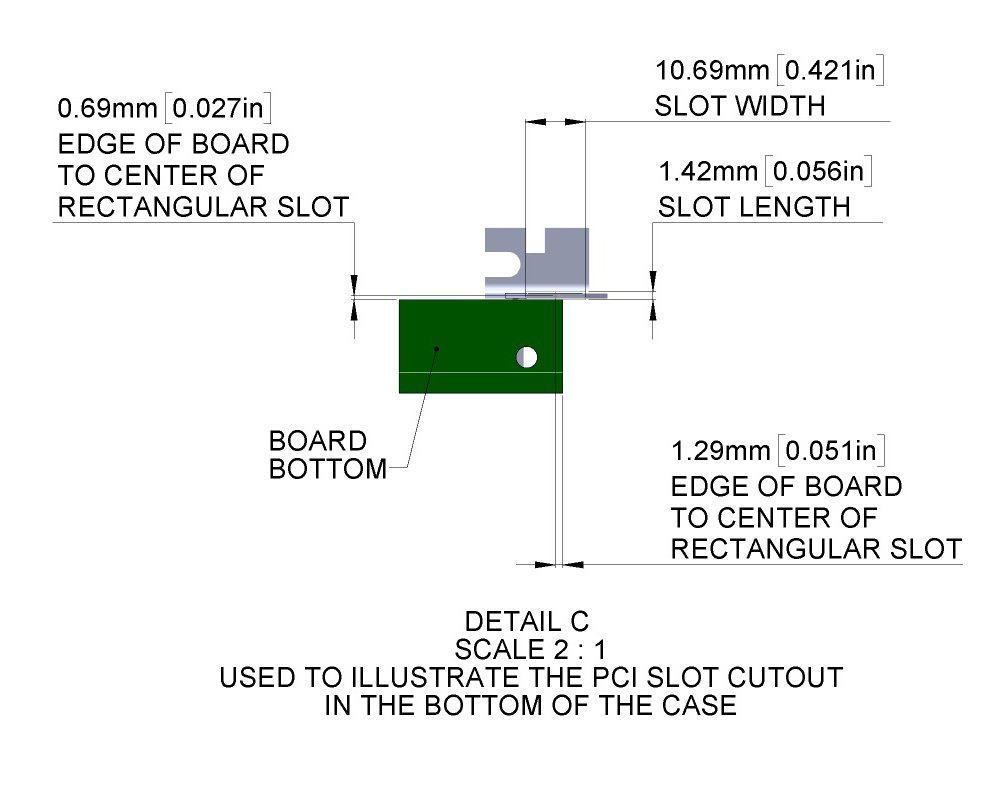 10.69mm [0.421in]
SLOT WIDTH
0.69mm [0.027in]
EDGE OF BOARD
TO CENTER OF
RECTANGULAR SLOT
1.42mm [0.056in]
SLOT LENGTH
BOARD
BOTTOM
1.29mm [0.051in]
EDGE OF BOARD
TO CENTER OF
RECTANGULAR SLOT
DETAIL C
SCALE 2 : 1
USED TO ILLUSTRATE THE PCI SLOT CUTOUT
IN THE BOTTOM OF THE CASE